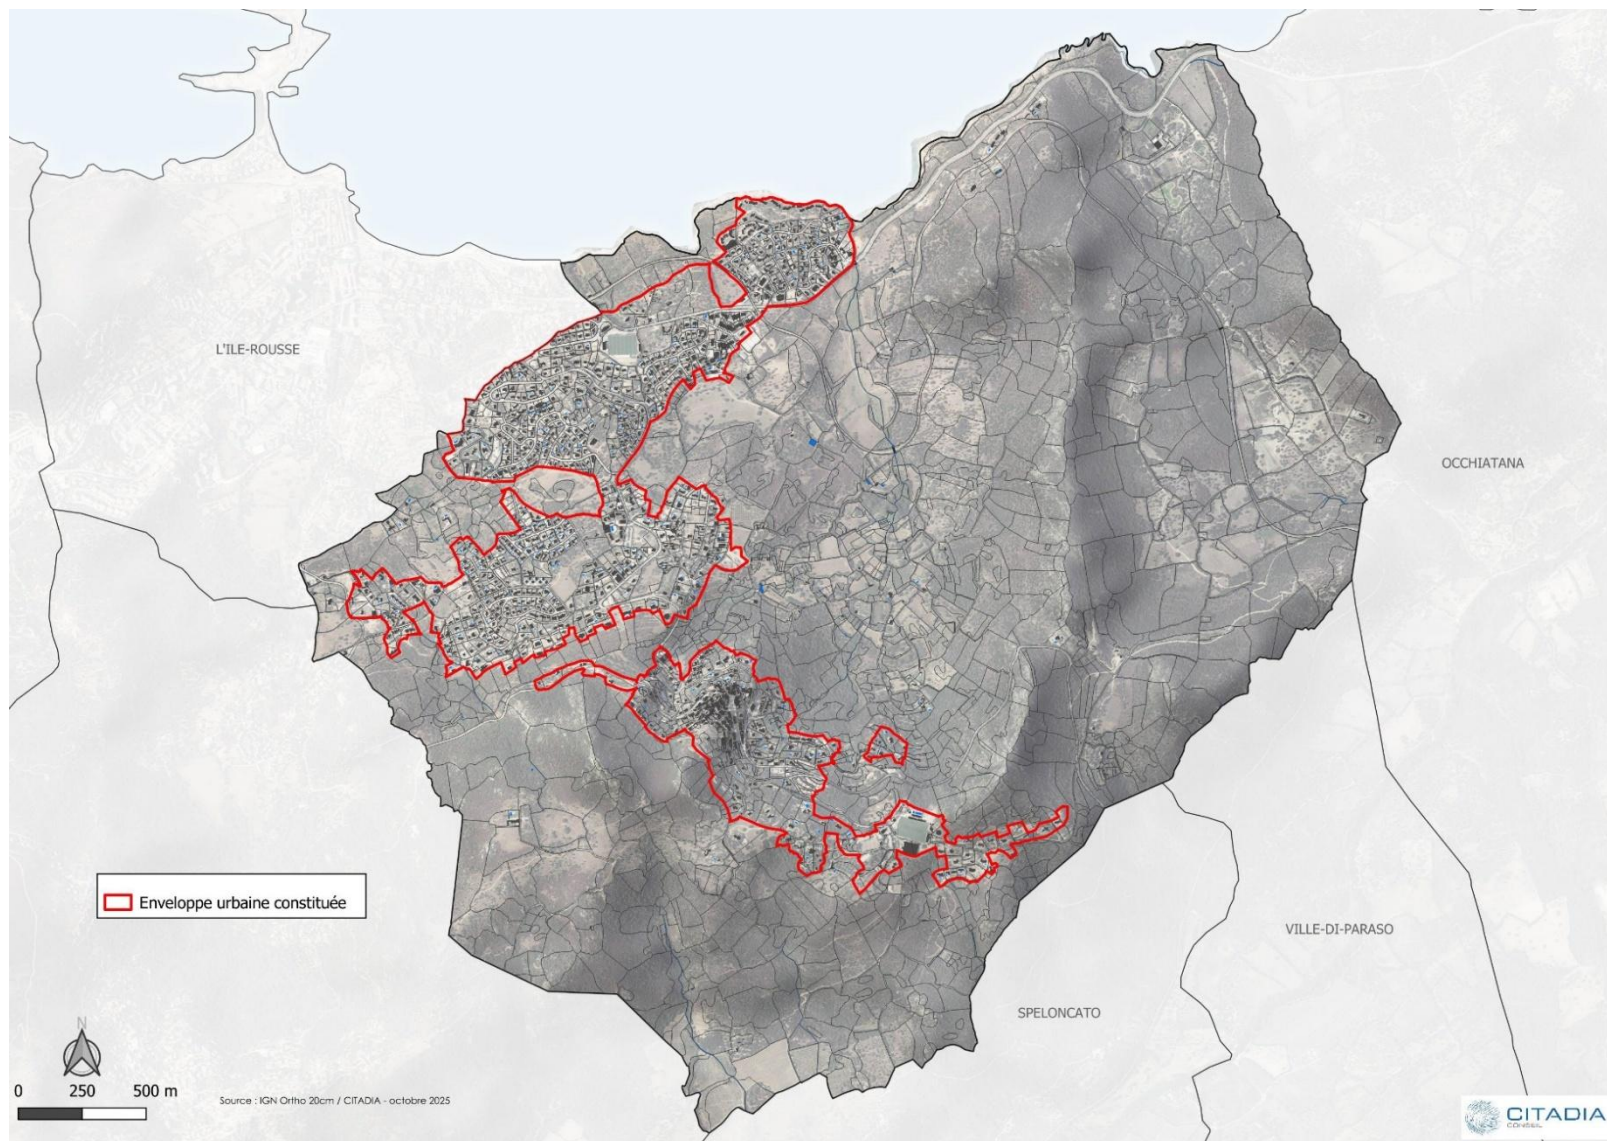 L'ILE-ROUSSE
OCCHIATANA
Enveloppe urbaine constituée
VILLE-DI-PARASO
SPELONCATO
N
0 250 500 m
Source : IGN Ortho 20cm / CITADIA - octobre 2025
CITADIA
CONSEIL